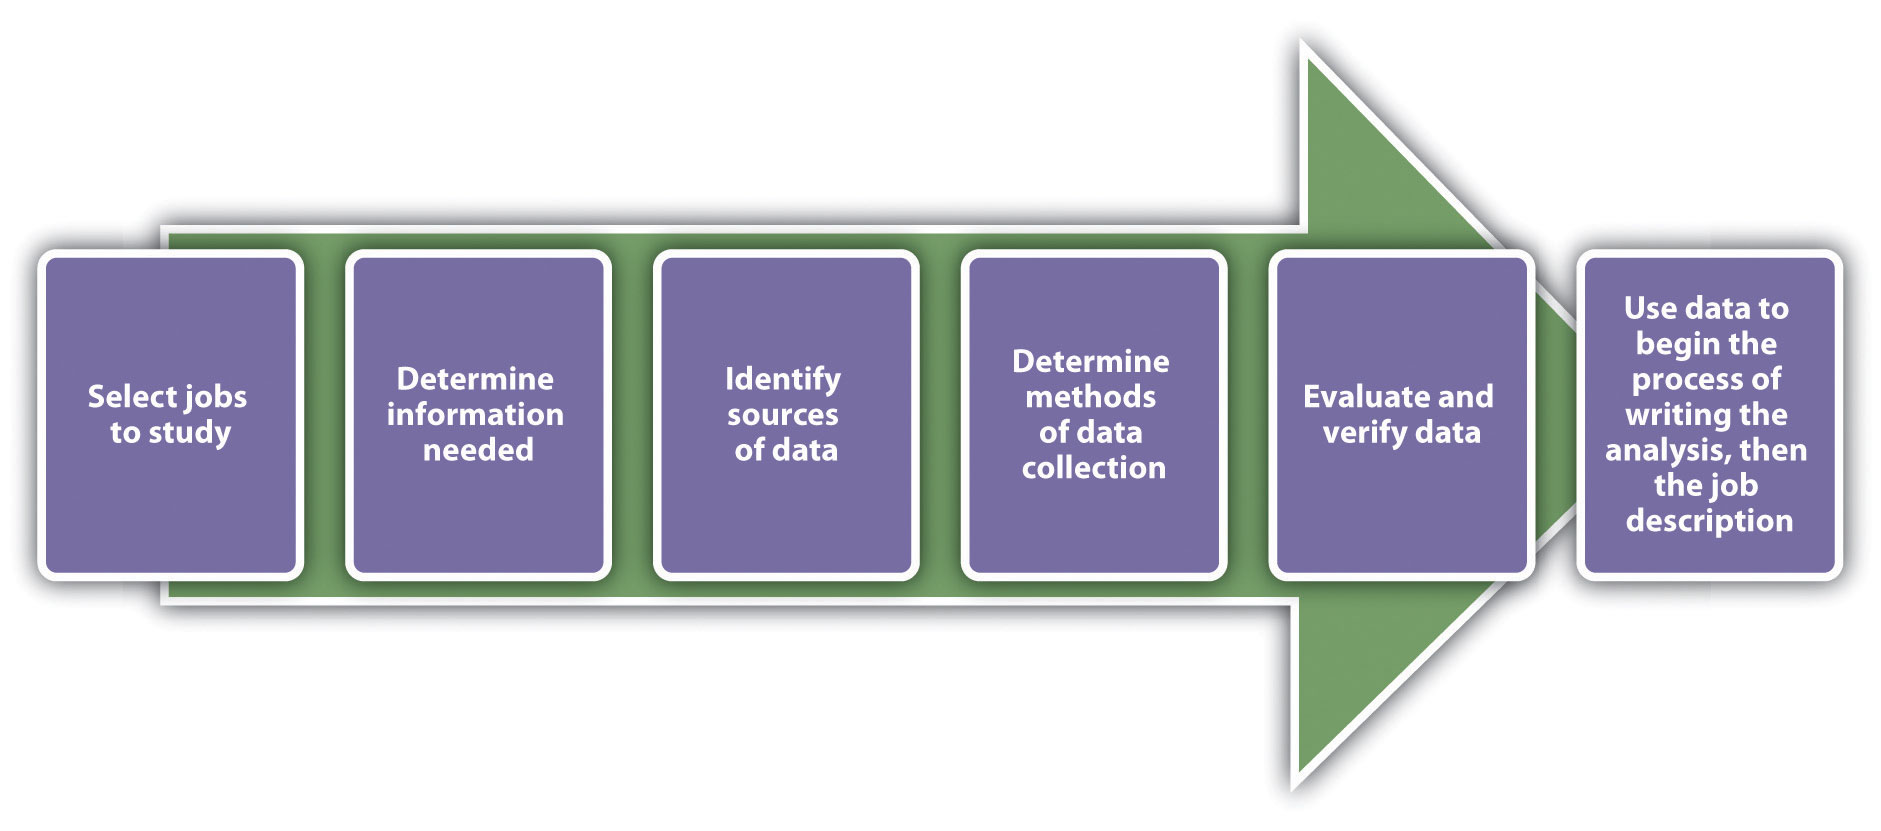 Select jobs
to study
Determine
information
needed
Identify
sources
of data
Determine
methods
of data
collection
Evaluate and
verify data
Use data to
begin the
process of
writing the
analysis, then
the job
description